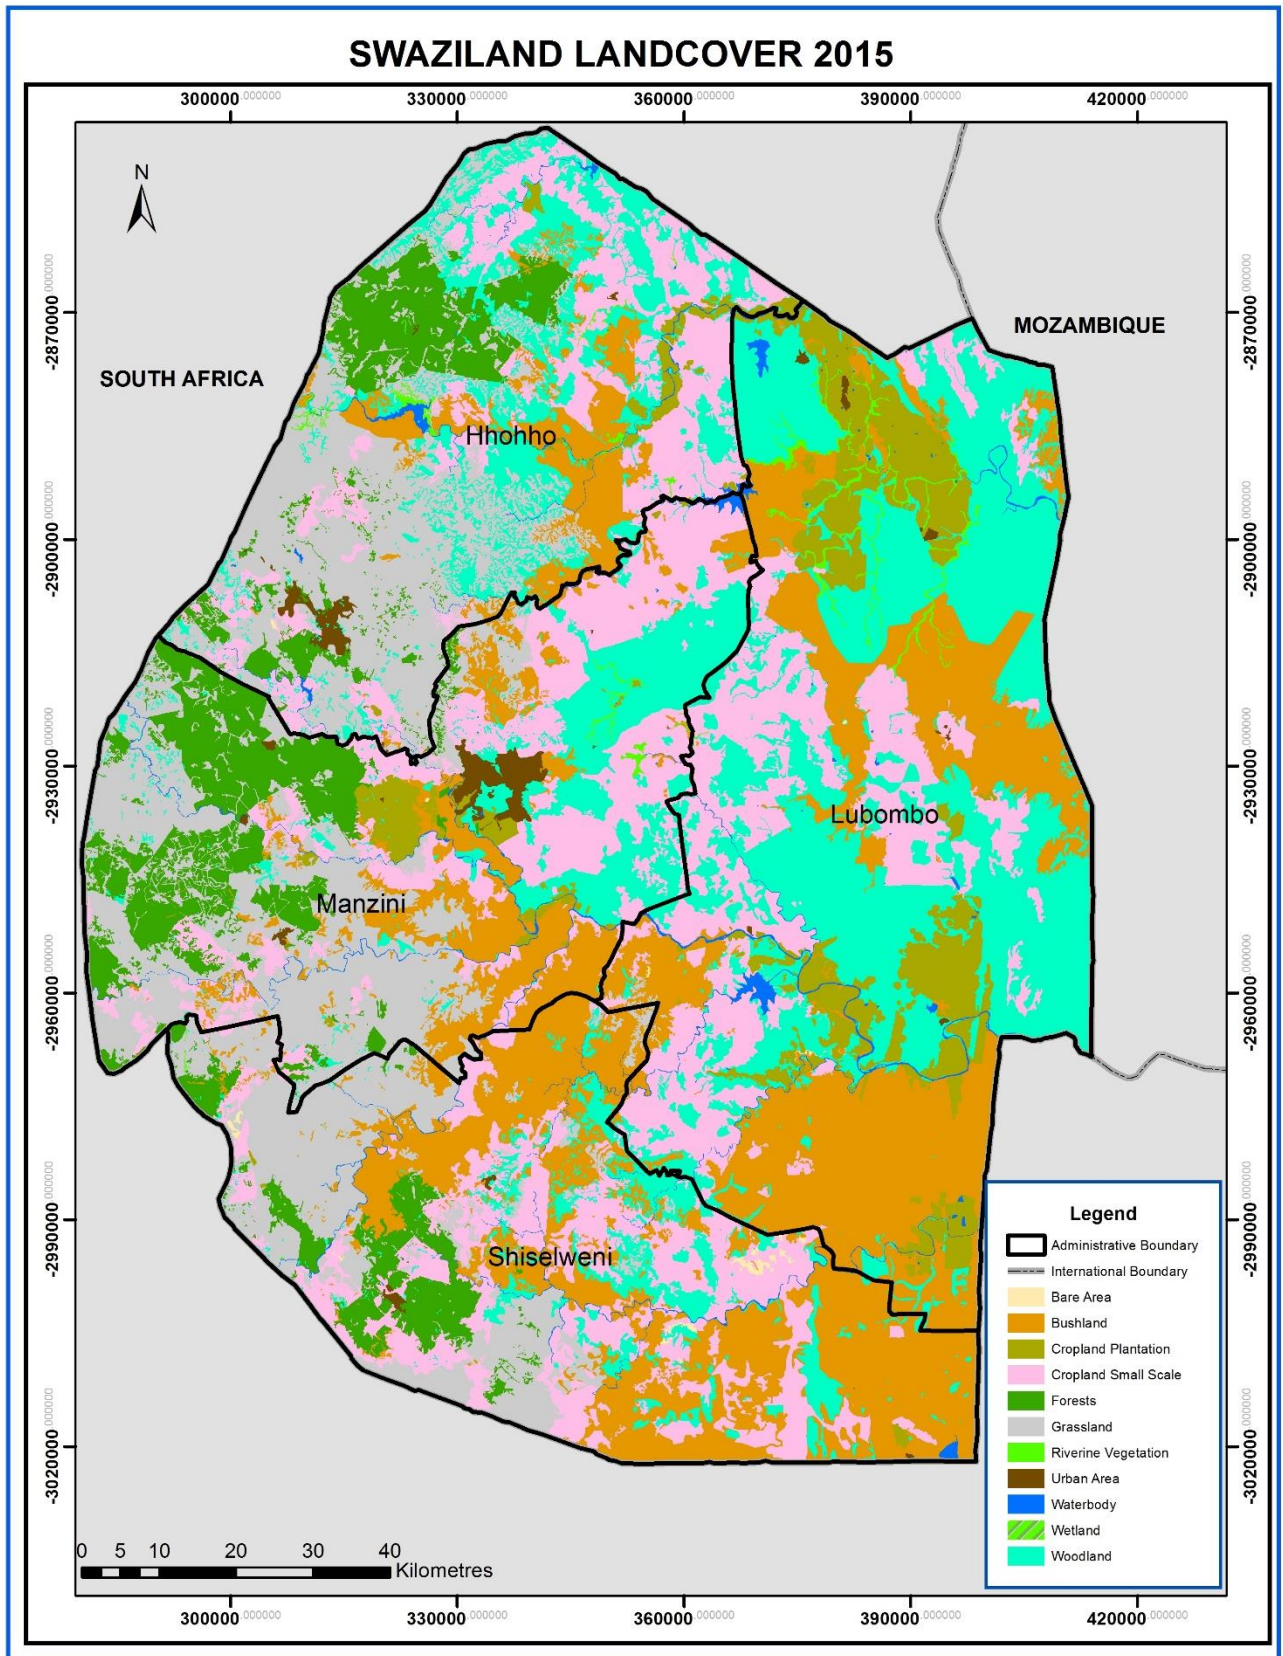 SWAZILAND LANDCOVER 2015
300000.000000 330000.000000 360000.000000 390000.000000 420000.000000
N
-2870000.000000
-2870000.000000
MOZAMBIQUE
SOUTH AFRICA
Hhohho
-2900000.000000
-2900000.000000
-2930000.000000
-2930000.000000
Lubombo
Manzini
-2960000.000000
-2960000.000000
-2990000.000000
-2990000.000000
Shiselweni
Legend
Administrative Boundary
International Boundary
Bare Area
Bushland
Cropland Plantation
Cropland Small Scale
Forests
Grassland
Riverine Vegetation
Urban Area
Waterbody
Wetland
Woodland
-3020000.000000
-3020000.000000
0 5 10 20 30 40
Kilometres
300000.000000 330000.000000 360000.000000 390000.000000 420000.000000